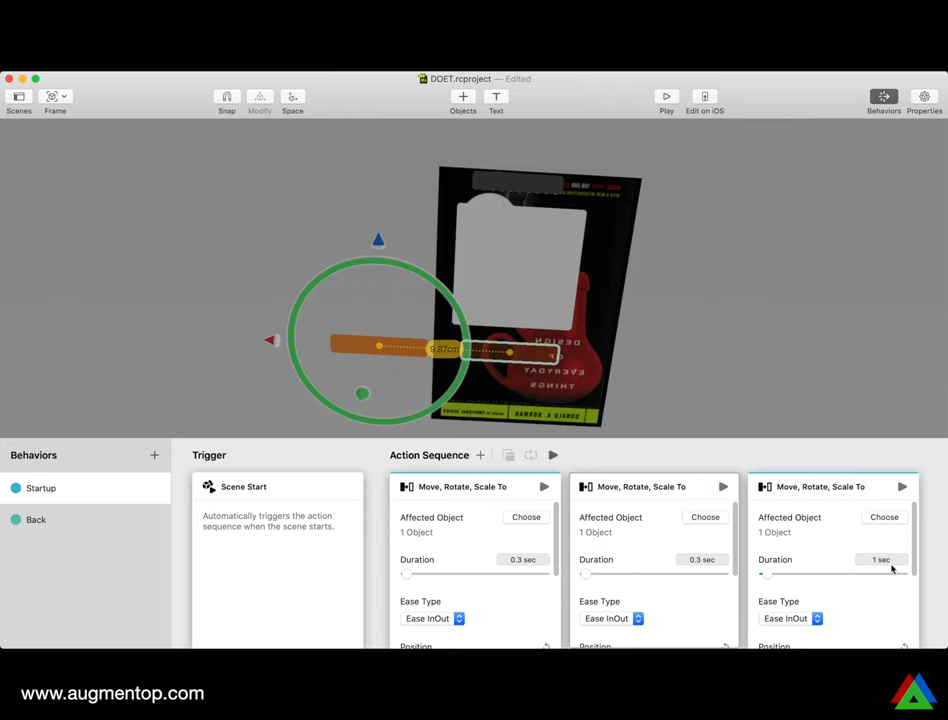 DOET.rcproject — Edited
Scenes
Frame
Snap
Modify
Space
Objects
Text
Play
Edit on iOS
Behaviors
Properties
9.87cm
DESIGN
OF
EVERYDAY
THINGS
DONALD A. NORMAN
Behaviors
Startup
Back
Trigger
Scene Start
Automatically triggers the action
sequence when the scene starts.
Action Sequence
Move, Rotate, Scale To
Affected Object
Choose
1 Object
Duration
0.3 sec
Ease Type
Ease InOut
Position
Move, Rotate, Scale To
Affected Object
Choose
1 Object
Duration
0.3 sec
Ease Type
Ease InOut
Position
Move, Rotate, Scale To
Affected Object
Choose
1 Object
Duration
1 sec
Ease Type
Ease InOut
Position
www.augmentop.com